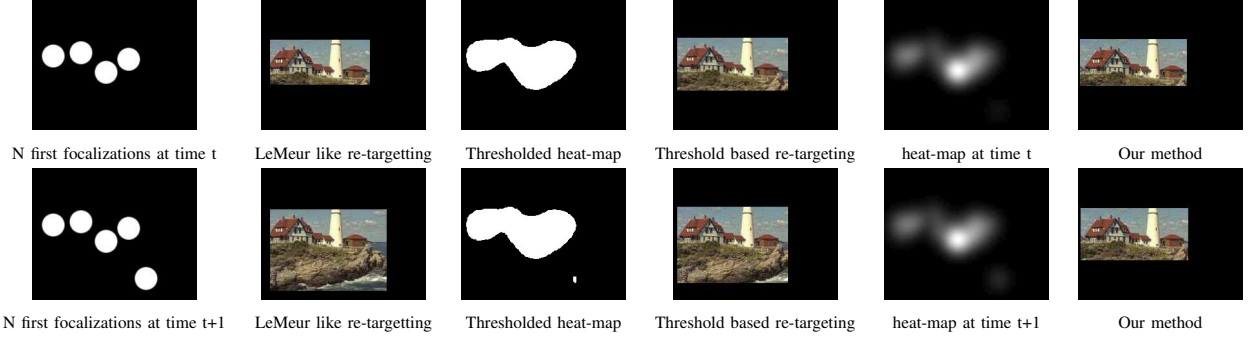 N first focalizations at time t
LeMeur like re-targetting
Thresholded heat-map
Threshold based re-targeting
heat-map at time t
Our method
N first focalizations at time t+1
LeMeur like re-targetting
Thresholded heat-map
Threshold based re-targeting
heat-map at time t+1
Our method